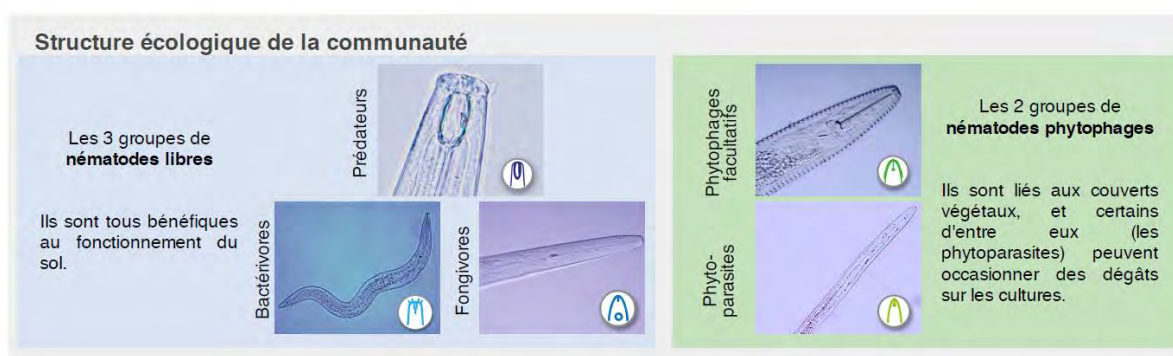 Structure écologique de la communauté
Les 3 groupes de
nématodes libres
Ils sont tous bénéfiques
au fonctionnement du
sol.
Prédateurs
Bactérivores
Fongivores
Phytophages
facultatifs
Phyto-
parasites
Les 2 groupes de
nématodes phytophages
Ils sont liés aux couverts
végétaux, et certains
d'entre eux (les
phytoparasites) peuvent
occasionner des dégâts
sur les cultures.